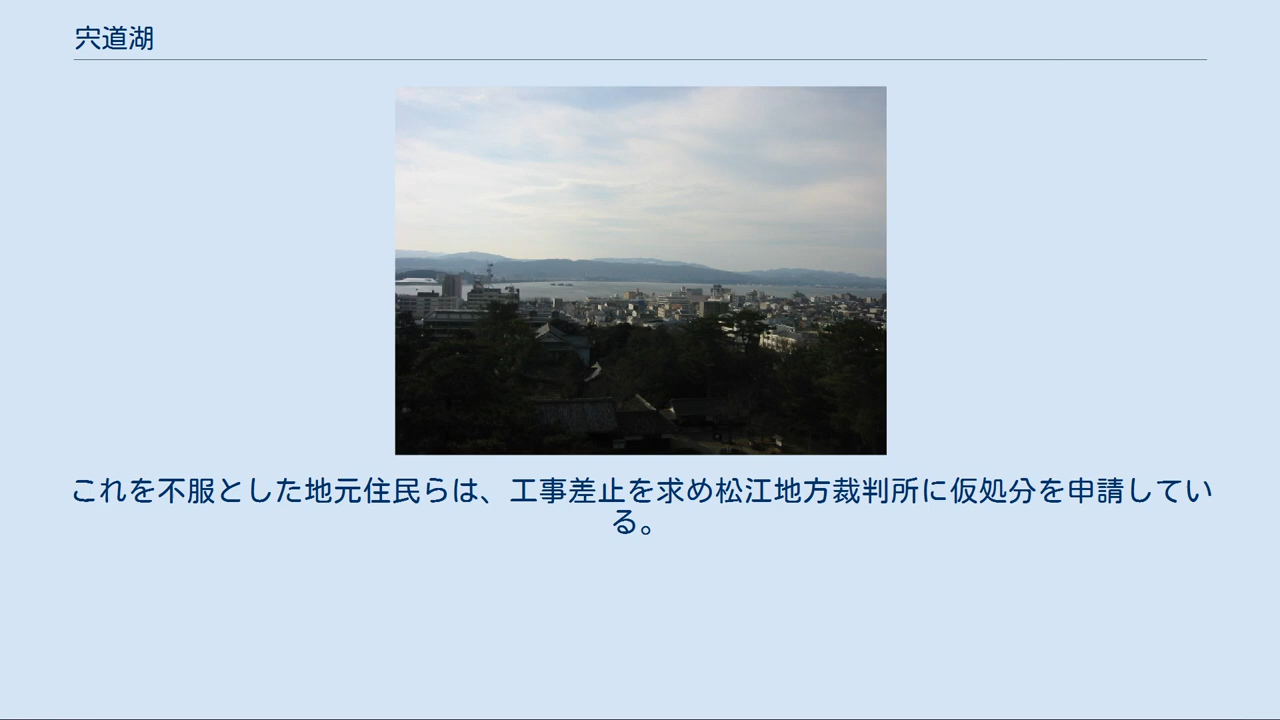 宍道湖
これを不服とした地元住民らは、工事差止を求め松江地方裁判所に仮処分を申請してい
る。